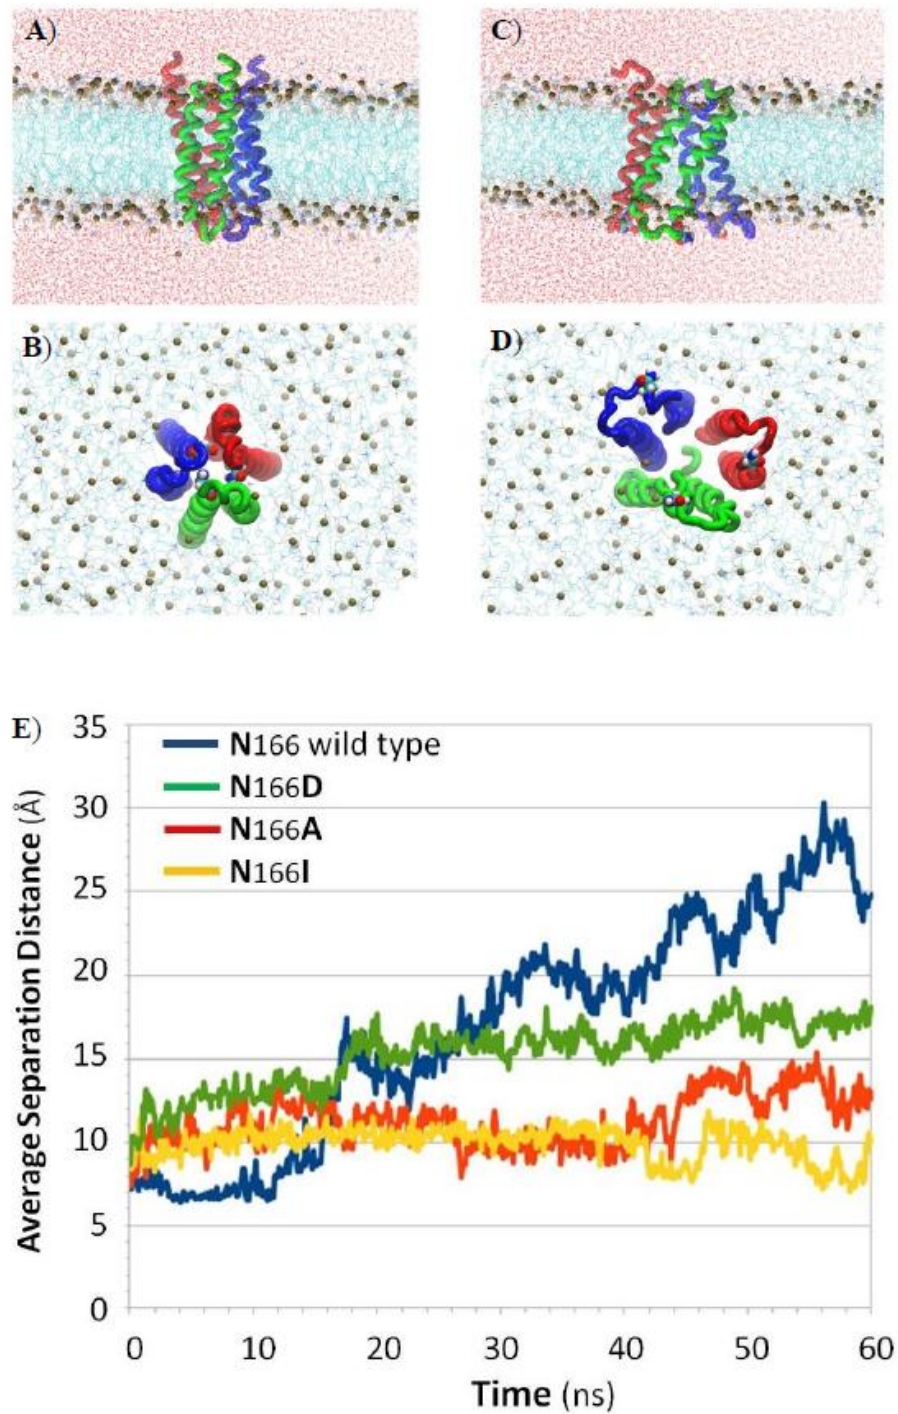 A)
C)
B)
D)
E)
N166 wild type
N166D
N166A
N166I
Average Separation Distance (Å)
35
30
25
20
15
10
5
0
0 10 20 30 40 50 60
Time (ns)